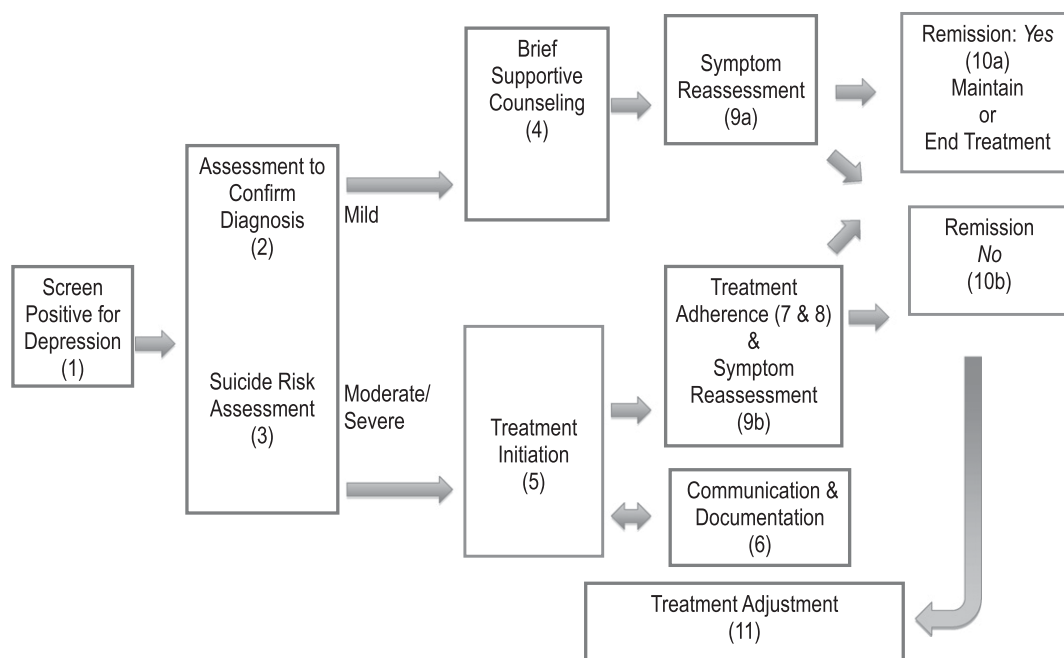 Screen
Positive for
Depression
(1)
Assessment to
Confirm
Diagnosis
(2)
Suicide Risk
Assessment
(3)
Mild
Moderate/
Severe
Brief
Supportive
Counseling
(4)
Treatment
Initiation
(5)
Symptom
Reassessment
(9a)
Treatment
Adherence (7 & 8)
&
Symptom
Reassessment
(9b)
Communication &
Documentation
(6)
Remission: Yes
(10a)
Maintain
or
End Treatment
Remission
No
(10b)
Treatment Adjustment
(11)